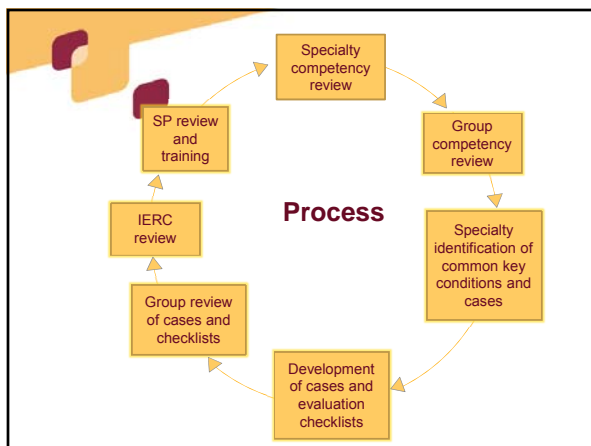 Process
Specialty
competency
review
Group
competency
review
Specialty
identification of
common key
conditions and
cases
Development
of cases and
evaluation
checklists
Group review
of cases and
checklists
IERC
review
SP review
and
training